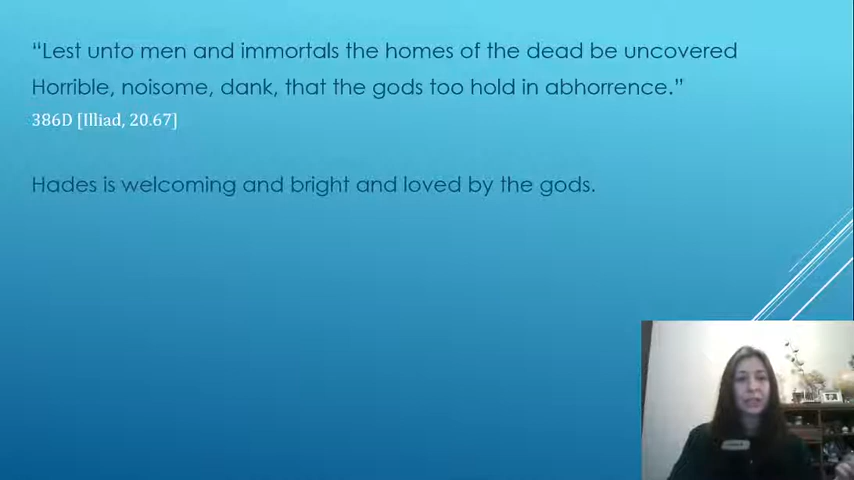 “Lest unto men and immortals the homes of the dead be uncovered
Horrible, noisome, dank, that the gods too hold in abhorrence.”
386D [Illiad, 20.67]
Hades is welcoming and bright and loved by the gods.